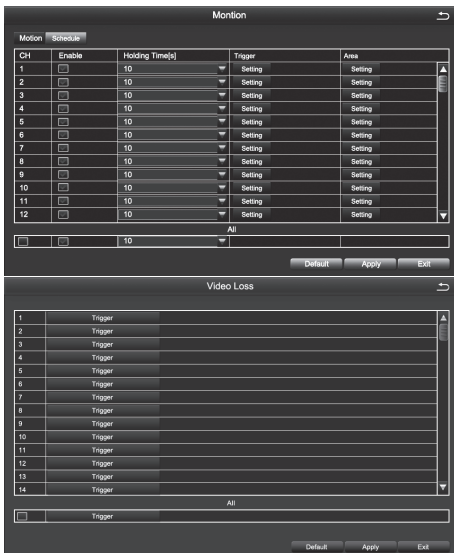 Montion
Motion Schedule
CH Enable Holding Time[s] Trigger Area
1 10 Setting Setting
2 10 Setting Setting
3 10 Setting Setting
4 10 Setting Setting
5 10 Setting Setting
6 10 Setting Setting
7 10 Setting Setting
8 10 Setting Setting
9 10 Setting Setting
10 10 Setting Setting
11 10 Setting Setting
12 10 Setting Setting
All
10
Default Apply Exit
Video Loss
1 Trigger
2 Trigger
3 Trigger
4 Trigger
5 Trigger
6 Trigger
7 Trigger
8 Trigger
9 Trigger
10 Trigger
11 Trigger
12 Trigger
13 Trigger
14 Trigger
All
Trigger
Default Apply Exit